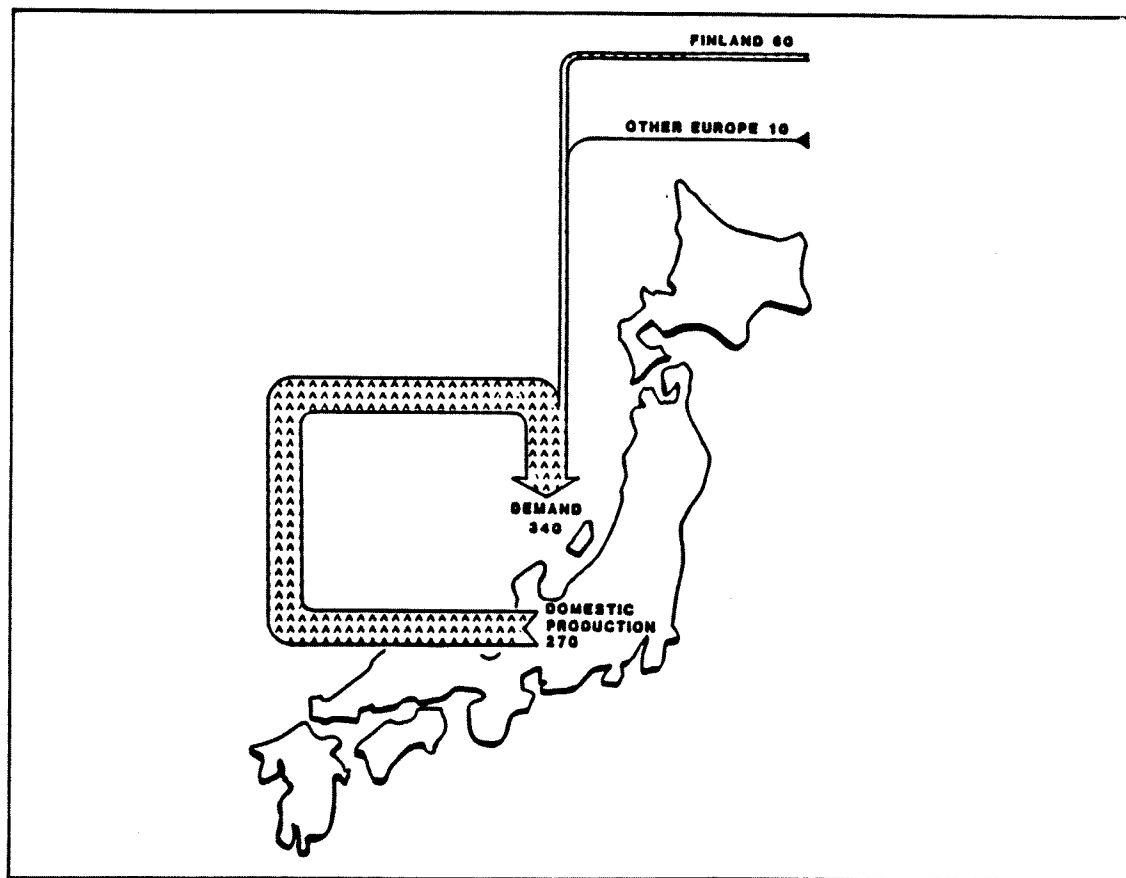 FINLAND 60
OTHER EUROPE 10
DEMAND
340
DOMESTIC
PRODUCTION
270